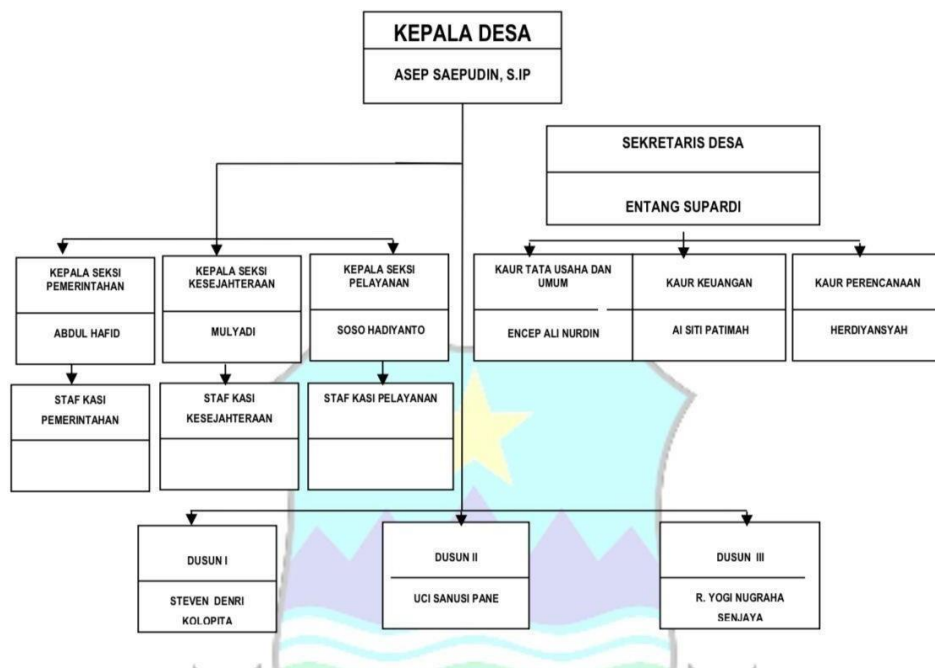 KEPALA DESA
ASEP SAEPUDIN, S.IP
SEKRETARIS DESA
ENTANG SUPARDI
KEPALA SEKSI
PEMERINTAHAN
ABDUL HAFID
KEPALA SEKSI
KESEJAHTERAAN
MULYADI
KEPALA SEKSI
PELAYANAN
SOSO HADIYANTO
KAUR TATA USAHA DAN
UMUM
ENCEP ALI NURDIN
KAUR KEUANGAN
AI SITI PATIMAH
KAUR PERENCANAAN
HERDIYANSYAH
STAF KASI
PEMERINTAHAN
STAF KASI
KESEJAHTERAAN
STAF KASI PELAYANAN
DUSUN I
STEVEN DENRI
KOLOPITA
DUSUN II
UCI SANUSI PANE
DUSUN III
R. YOGI NUGRAHA
SENJAYA